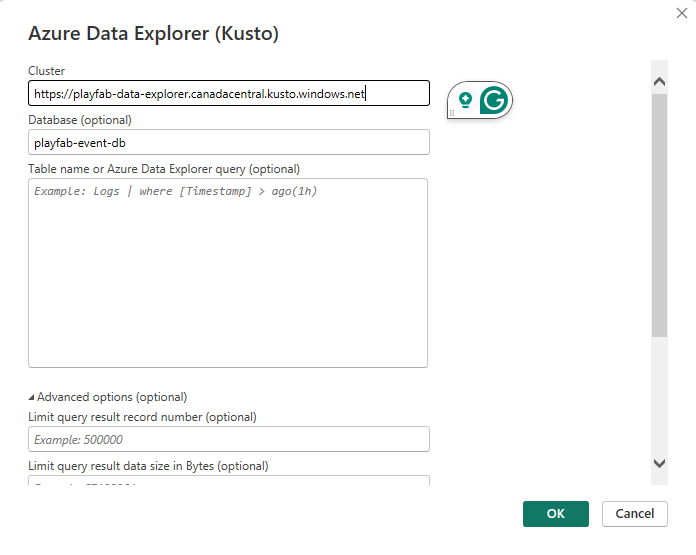 Azure Data Explorer (Kusto)
Cluster
https://playfab-data-explorer.canadacentral.kusto.windows.net
Database (optional)
playfab-event-db
Table name or Azure Data Explorer query (optional)
Example: Logs | where [Timestamp] > ago(1h)
Advanced options (optional)
Limit query result record number (optional)
Example: 500000
Limit query result data size in Bytes (optional)
OK
Cancel